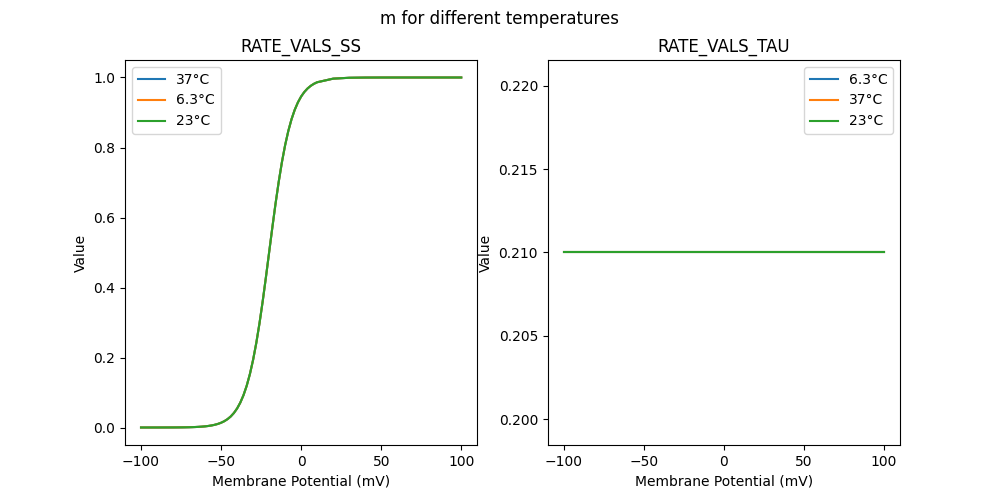 m for different temperatures
RATE_VALS_SS
RATE_VALS_TAU
37°C
6.3°C
23°C
6.3°C
37°C
23°C
1.0
0.8
0.6
0.4
0.2
0.0
Value
−100
−50
0
50
100
Membrane Potential (mV)
0.220
0.215
0.210
0.205
0.200
Value
−100
−50
0
50
100
Membrane Potential (mV)